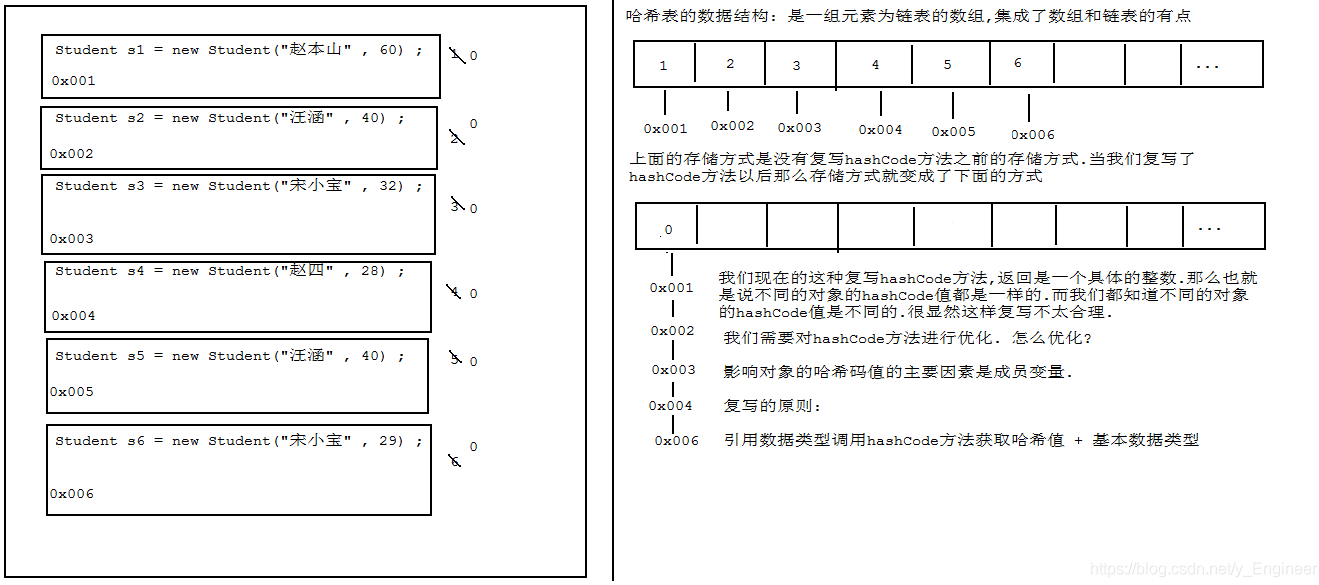 Student s1 = new Student("赵本山" , 60) ;
1 0
0x001
Student s2 = new Student("汪涵" , 40) ;
0
2
0x002
Student s3 = new Student("宋小宝" , 32) ;
3 0
0x003
Student s4 = new Student("赵四" , 28) ;
4 0
0x004
Student s5 = new Student("汪涵" , 40) ;
5 0
0x005
Student s6 = new Student("宋小宝" , 29) ;
0
6
0x006
哈希表的数据结构: 是一组元素为链表的数组,集成了数组和链表的有点
1 2 3 4 5 6 ...
0x001 0x002 0x003 0x004 0x005 0x006
上面的存储方式是没有复写hashCode方法之前的存储方式.当我们复写了
hashCode方法以后那么存储方式就变成了下面的方式
.0 ...
0x001
0x002
0x003
0x004
0x006
我们现在的这种复写hashCode方法,返回是一个具体的整数.那么也就
是说不同的对象的hashCode值都是一样的.而我们都知道不同的对象
的hashCode值是不同的.很显然这样复写不太合理.
我们需要对hashCode方法进行优化. 怎么优化?
影响对象的哈希码值的主要因素是成员变量.
复写的原则:
引用数据类型调用hashCode方法获取哈希值 + 基本数据类型
https://blog.csdn.net/y_Engineer